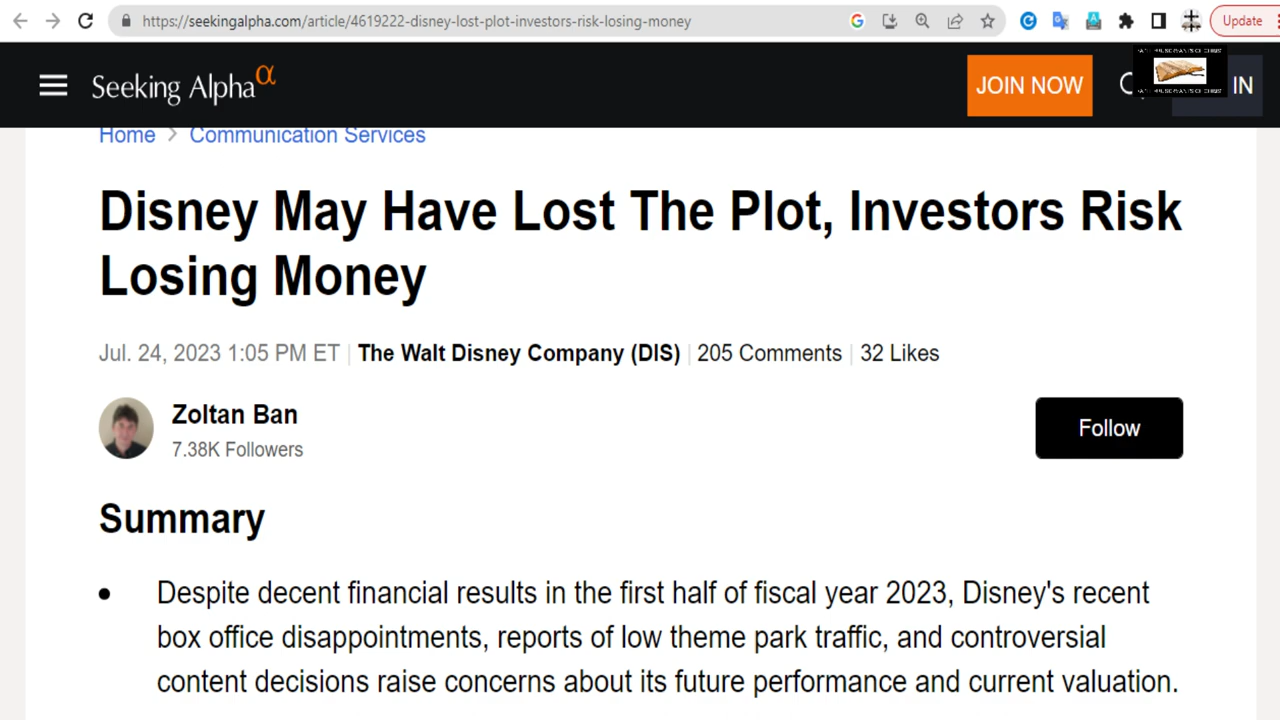 https://seekingalpha.com/article/4619222-disney-lost-plot-investors-risk-losing-money
Update
Seeking Alpha α
JOIN NOW
IN
Home > Communication Services
Disney May Have Lost The Plot, Investors Risk
Losing Money
Jul. 24, 2023 1:05 PM ET | The Walt Disney Company (DIS) | 205 Comments | 32 Likes
Zoltan Ban
7.38K Followers
Follow
Summary
• Despite decent financial results in the first half of fiscal year 2023, Disney's recent
box office disappointments, reports of low theme park traffic, and controversial
content decisions raise concerns about its future performance and current valuation.